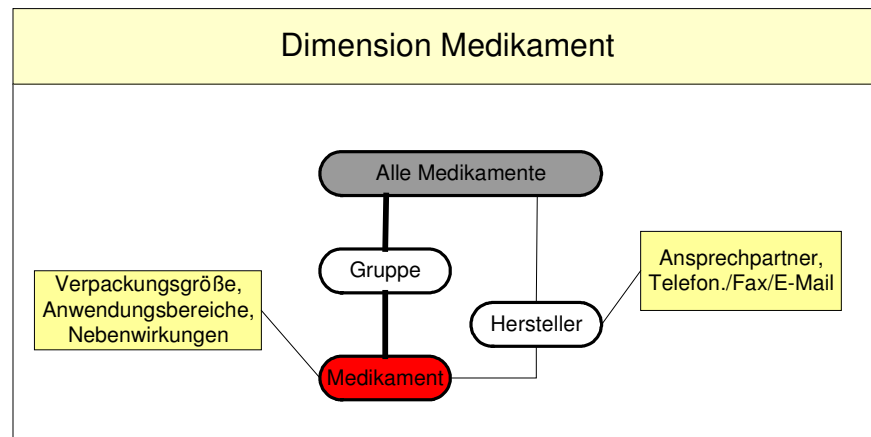 Dimension Medikament
Alle Medikamente
Gruppe
Ansprechpartner,
Telefon./Fax/E-Mail
Verpackungsgröße,
Anwendungsbereiche,
Nebenwirkungen
Hersteller
Medikament